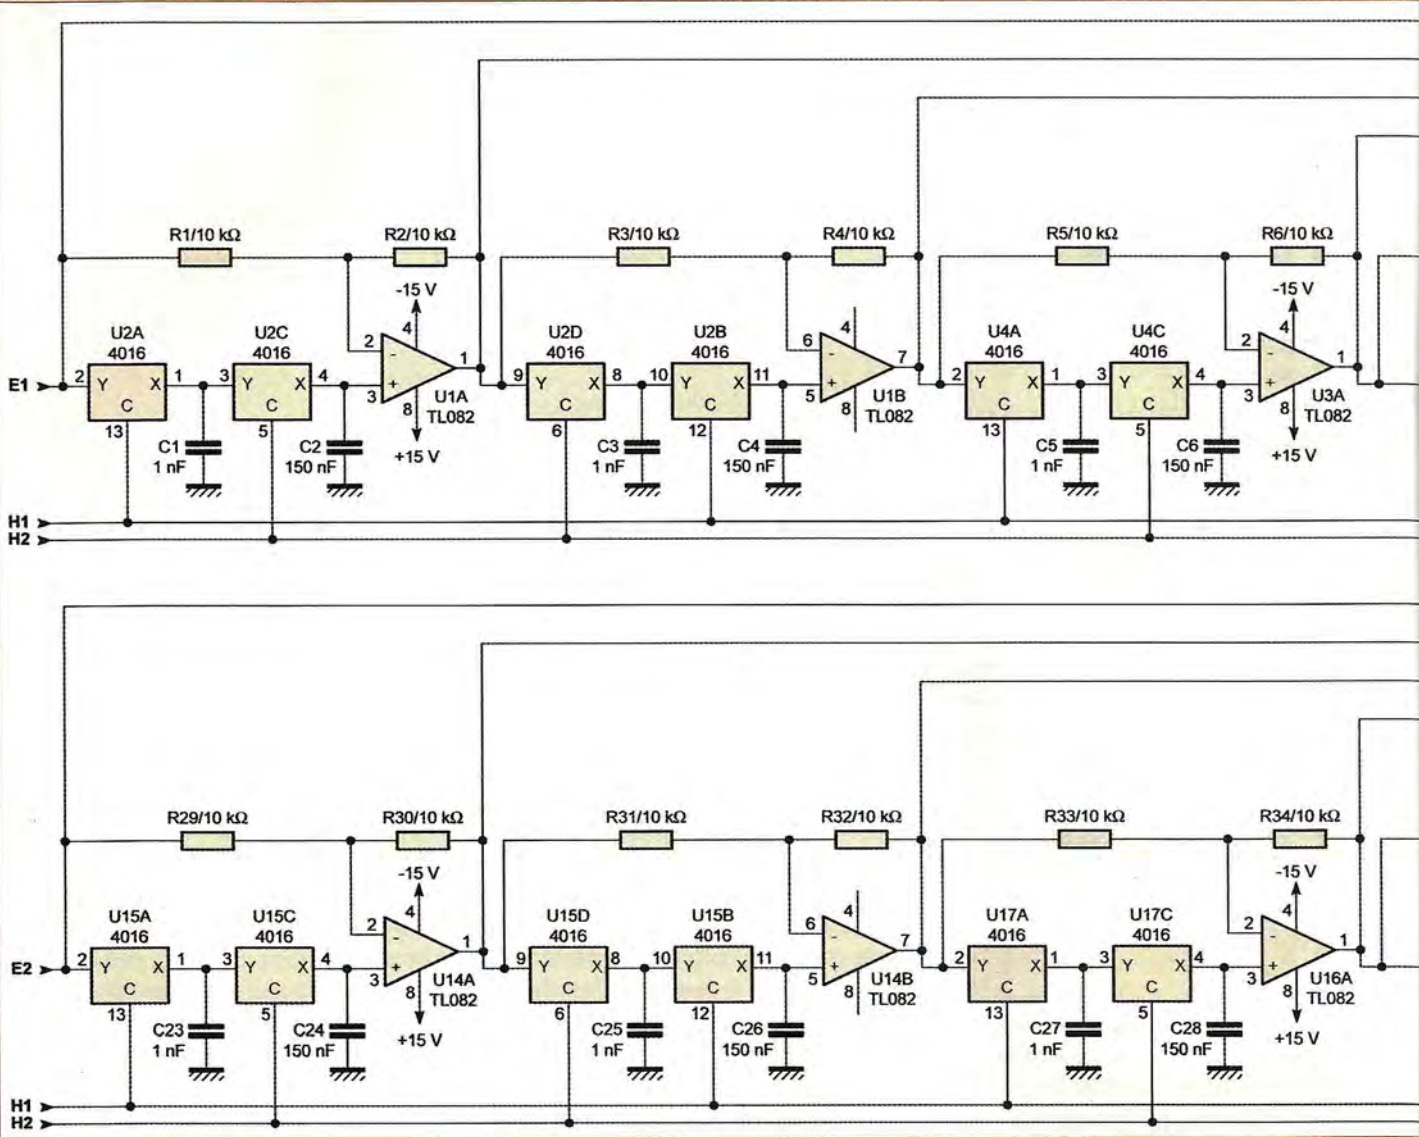 R1/10 kΩ R2/10 kΩ R3/10 kΩ R4/10 kΩ R5/10 kΩ R6/10 kΩ
-15 V -15 V
U2A U2C 4 U2D U2B 4 U4A U4C 4
4016 4016 4016 4016 4016 4016
2 - 1 6 - 7 2 - 1
E1 2 Y X 1 3 Y X 4 + 9 Y X 8 10 Y X 11 + 2 Y X 1 3 Y X 4 +
C C 3 U1A C C 5 U1B C C 3 U3A
8 TL082 8 TL082 8 TL082
13 5 6 12 13 5
C1 C2 C3 C4 C5 C6
1 nF 150 nF +15 V 1 nF 150 nF 1 nF 150 nF +15 V
H1
H2
R29/10 kΩ R30/10 kΩ R31/10 kΩ R32/10 kΩ R33/10 kΩ R34/10 kΩ
-15 V -15 V
U15A U15C 4 U15D U15B 4 U17A U17C 4
4016 4016 4016 4016 4016 4016
2 - 1 6 - 7 2 - 1
E2 2 Y X 1 3 Y X 4 + 9 Y X 8 10 Y X 11 + 2 Y X 1 3 Y X 4 +
C C 3 U14A C C 5 U14B C C 3 U16A
8 TL082 8 TL082 8 TL082
13 5 6 12 13 5
C23 C24 C25 C26 C27 C28
1 nF 150 nF +15 V 1 nF 150 nF 1 nF 150 nF +15 V
H1
H2